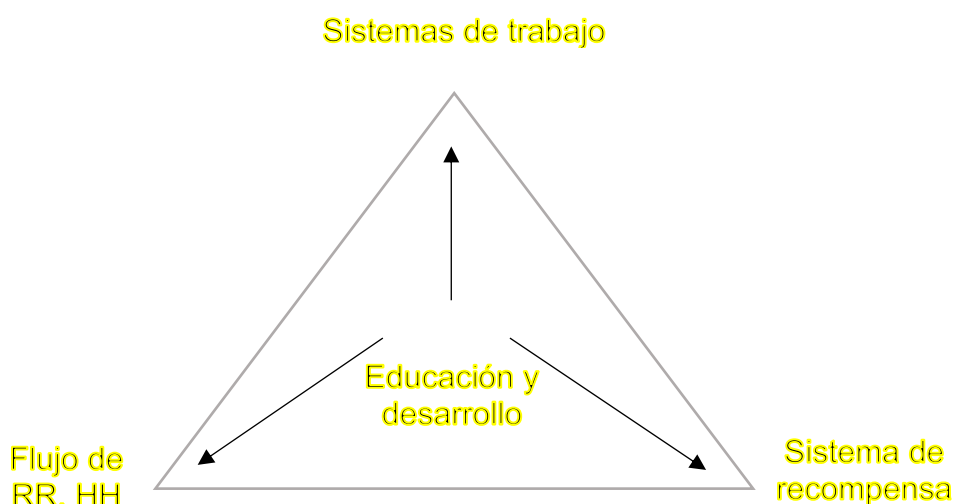 Sistemas de trabajo
Educación y
desarrollo
Flujo de
RR. HH
Sistema de
recompensa